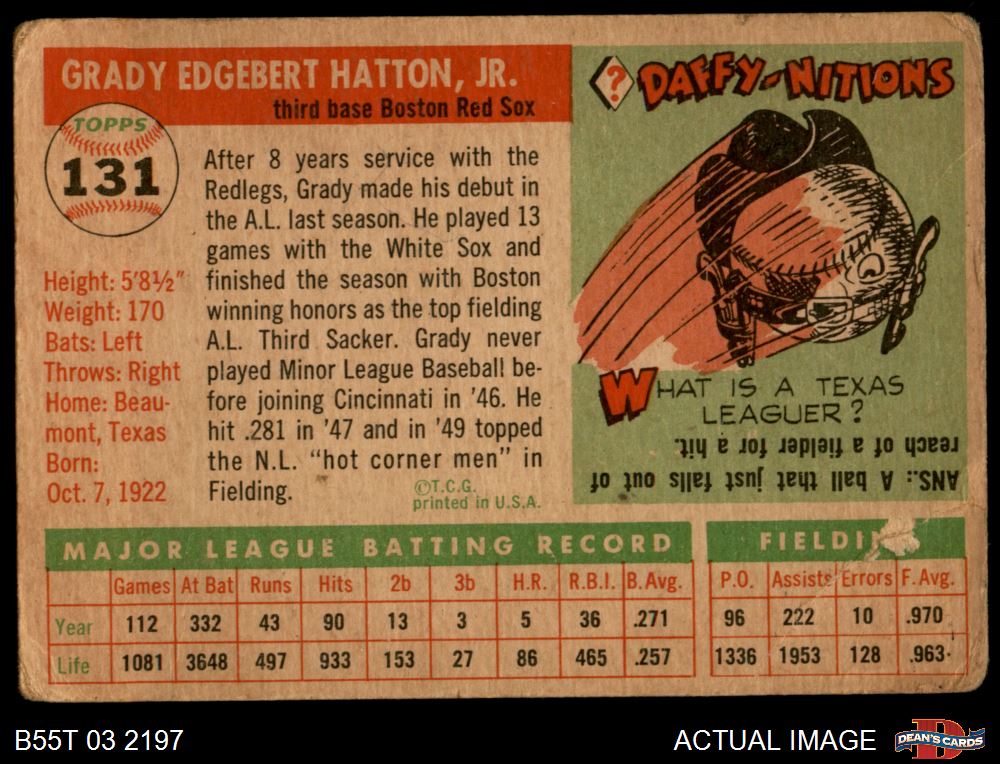 GRADY EDGEBERT HATTON, JR.
third base Boston Red Sox
TOPPS
131
Height: 5'8½"
Weight: 170
Bats: Left
Throws: Right
Home: Beau-
mont, Texas
Born:
Oct. 7, 1922
After 8 years service with the
Redlegs, Grady made his debut in
the A.L. last season. He played 13
games with the White Sox and
finished the season with Boston
winning honors as the top fielding
A.L. Third Sacker. Grady never
played Minor League Baseball be-
fore joining Cincinnati in '46. He
hit .281 in '47 and in '49 topped
the N.L. "hot corner men" in
Fielding.
©T.C.G.
printed in U.S.A.
? DAFFY-NITIONS
WHAT IS A TEXAS
LEAGUER?
ANS.: A ball that just falls out of
reach of a fielder for a hit.
MAJOR LEAGUE BATTING RECORD
Games At Bat Runs Hits 2b 3b H.R. R.B.I. B. Avg.
Year 112 332 43 90 13 3 5 36 .271
Life 1081 3648 497 933 153 27 86 465 .257
FIELDI
P.O. Assists Errors F. Avg.
96 222 10 .970
1336 1953 128 .963
B55T 03 2197
ACTUAL IMAGE
DEAN'S CARDS